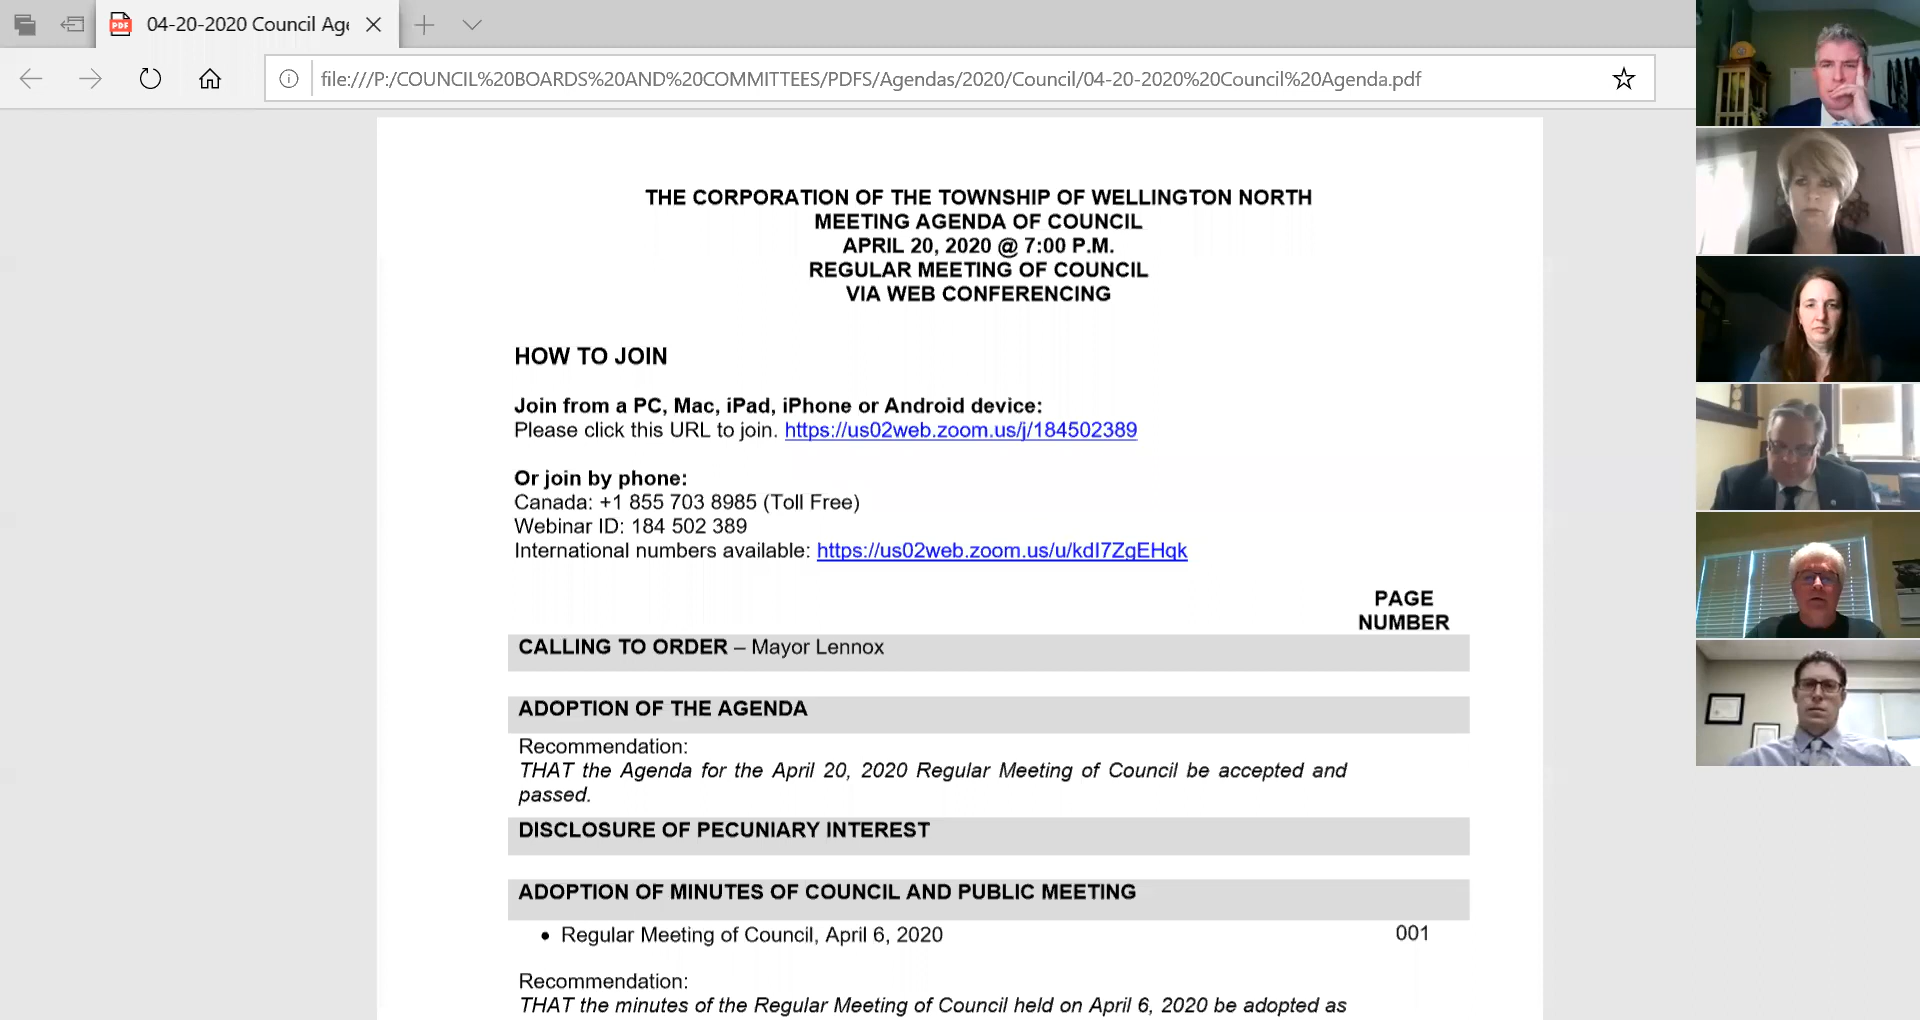 04-20-2020 Council Age
file:///P:/COUNCIL%20BOARDS%20AND%20COMMITTEES/PDFS/Agendas/2020/Council/04-20-2020%20Council%20Agenda.pdf
THE CORPORATION OF THE TOWNSHIP OF WELLINGTON NORTH
MEETING AGENDA OF COUNCIL
APRIL 20, 2020 @ 7:00 P.M.
REGULAR MEETING OF COUNCIL
VIA WEB CONFERENCING
HOW TO JOIN
Join from a PC, Mac, iPad, iPhone or Android device:
Please click this URL to join. https://us02web.zoom.us/j/184502389
Or join by phone:
Canada: +1 855 703 8985 (Toll Free)
Webinar ID: 184 502 389
International numbers available: https://us02web.zoom.us/u/kdI7ZgEHqk
PAGE
NUMBER
CALLING TO ORDER – Mayor Lennox
ADOPTION OF THE AGENDA
Recommendation:
THAT the Agenda for the April 20, 2020 Regular Meeting of Council be accepted and
passed.
DISCLOSURE OF PECUNIARY INTEREST
ADOPTION OF MINUTES OF COUNCIL AND PUBLIC MEETING
• Regular Meeting of Council, April 6, 2020 001
Recommendation:
THAT the minutes of the Regular Meeting of Council held on April 6, 2020 be adopted as